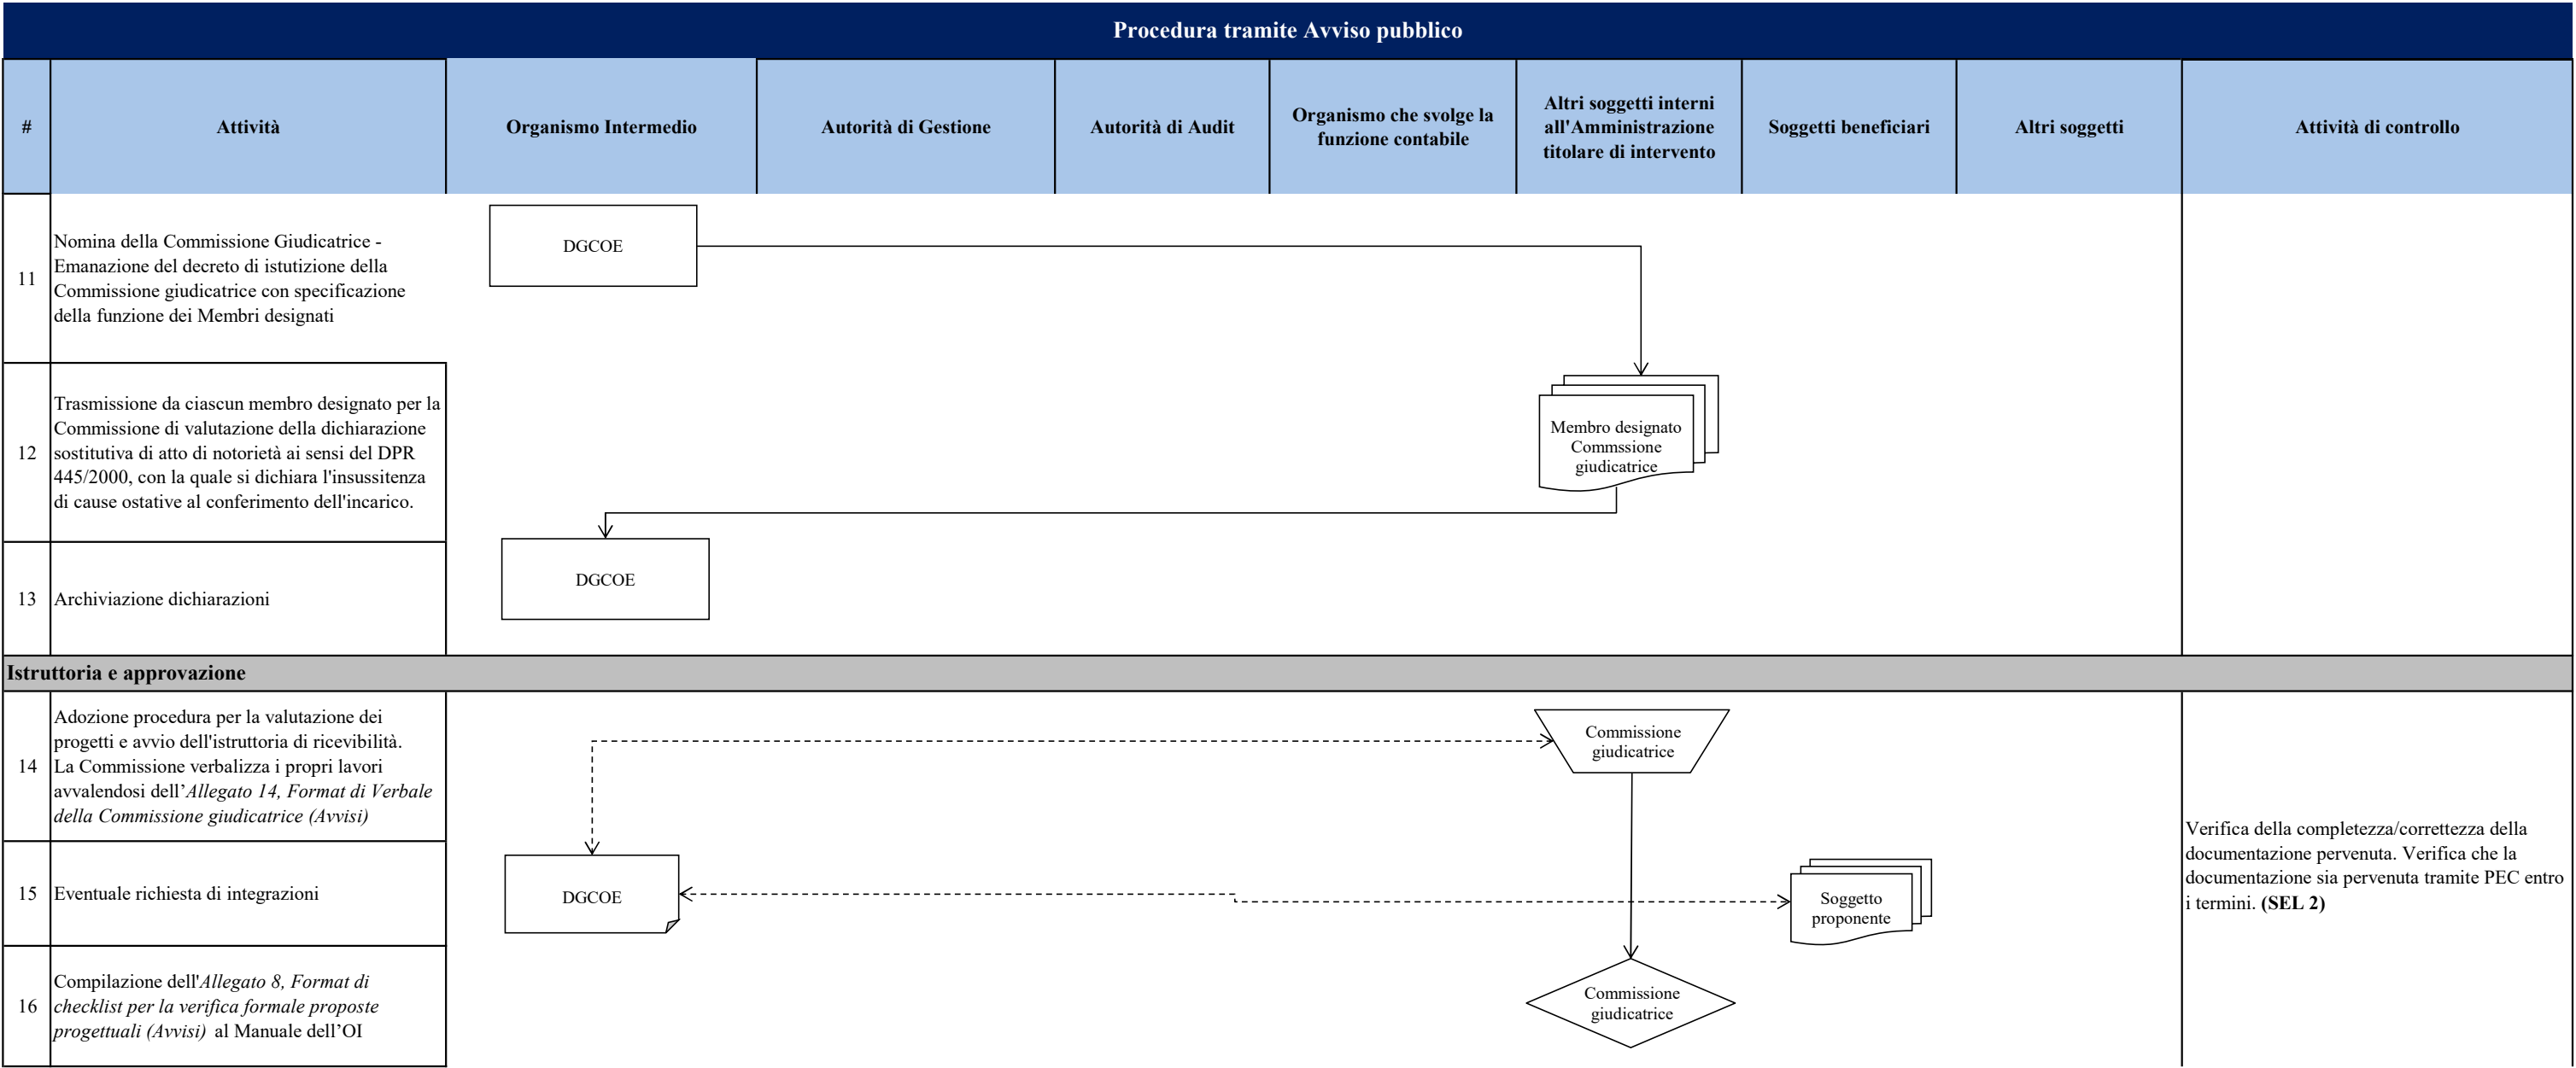 Procedura tramite Avviso pubblico
#
Attività
Organismo Intermedio
Autorità di Gestione
Autorità di Audit
Organismo che svolge la
funzione contabile
Altri soggetti interni
all'Amministrazione
titolare di intervento
Soggetti beneficiari
Altri soggetti
Attività di controllo
11
Nomina della Commissione Giudicatrice -
Emanazione del decreto di istutizione della
Commissione giudicatrice con specificazione
della funzione dei Membri designati
DGCOE
12
Trasmissione da ciascun membro designato per la
Commissione di valutazione della dichiarazione
sostitutiva di atto di notorietà ai sensi del DPR
445/2000, con la quale si dichiara l'insussitenza
di cause ostative al conferimento dell'incarico.
Membro designato
Commssione
giudicatrice
13
Archiviazione dichiarazioni
DGCOE
Istruttoria e approvazione
14
Adozione procedura per la valutazione dei
progetti e avvio dell'istruttoria di ricevibilità.
La Commissione verbalizza i propri lavori
avvalendosi dell’Allegato 14, Format di Verbale
della Commissione giudicatrice (Avvisi)
Commissione
giudicatrice
15
Eventuale richiesta di integrazioni
DGCOE
Soggetto
proponente
Verifica della completezza/correttezza della
documentazione pervenuta. Verifica che la
documentazione sia pervenuta tramite PEC entro
i termini. (SEL 2)
16
Compilazione dell'Allegato 8, Format di
checklist per la verifica formale proposte
progettuali (Avvisi) al Manuale dell’OI
Commissione
giudicatrice